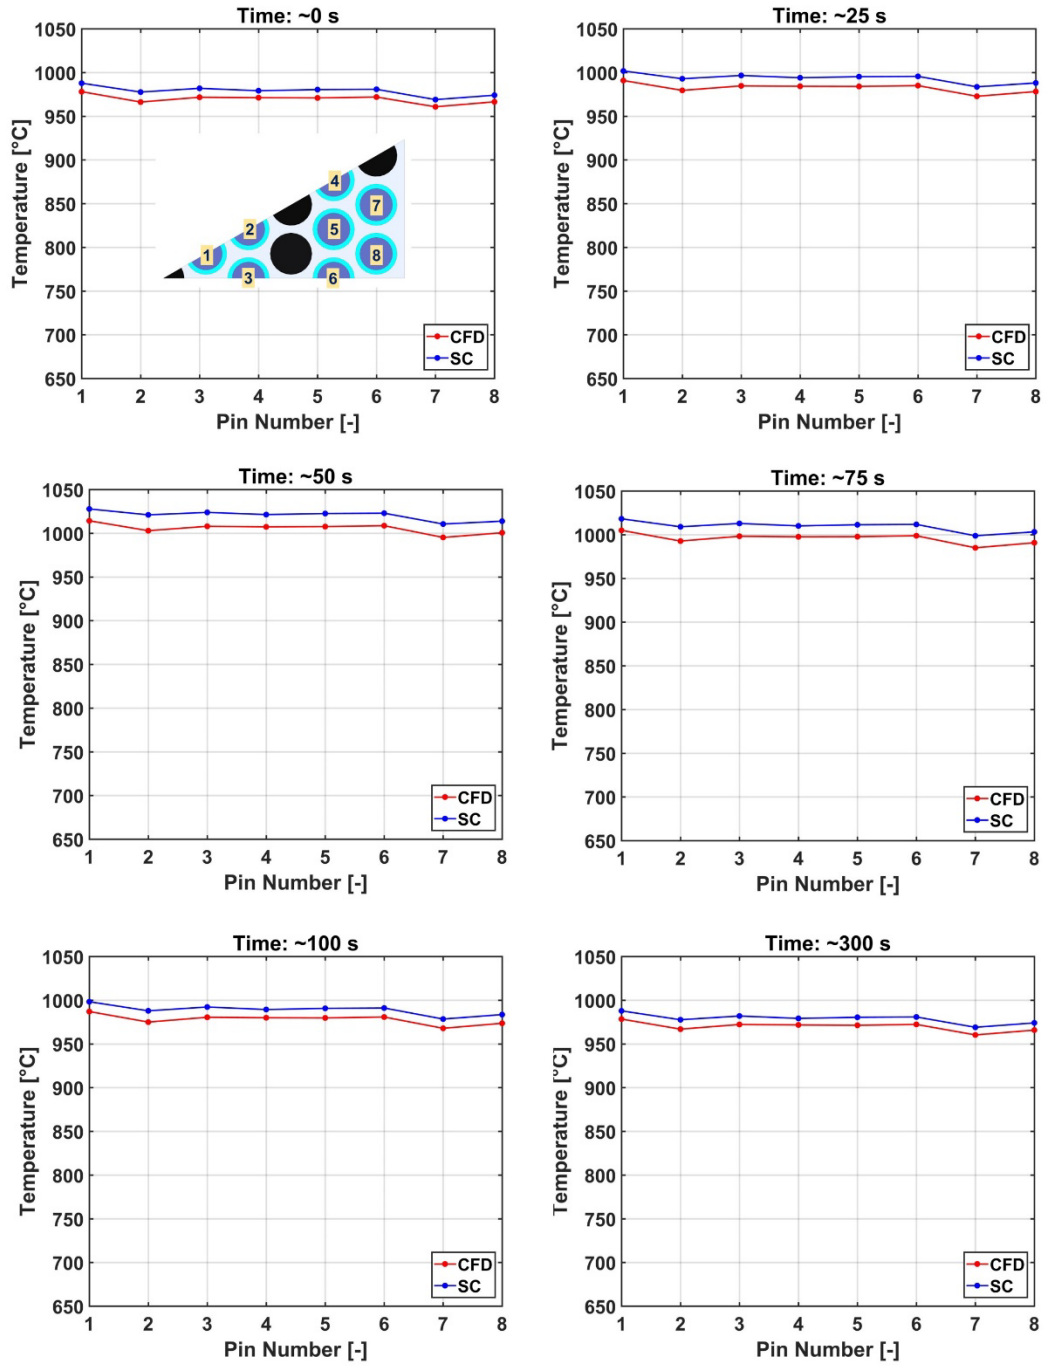 Time: ~0 s
1050
1000
950
900
850
800
750
700
650
Temperature [°C]
4
7
2
5
1
8
3
6
CFD
SC
1 2 3 4 5 6 7 8
Pin Number [-]
Time: ~25 s
1050
1000
950
900
850
800
750
700
650
Temperature [°C]
CFD
SC
1 2 3 4 5 6 7 8
Pin Number [-]
Time: ~50 s
1050
1000
950
900
850
800
750
700
650
Temperature [°C]
CFD
SC
1 2 3 4 5 6 7 8
Pin Number [-]
Time: ~75 s
1050
1000
950
900
850
800
750
700
650
Temperature [°C]
CFD
SC
1 2 3 4 5 6 7 8
Pin Number [-]
Time: ~100 s
1050
1000
950
900
850
800
750
700
650
Temperature [°C]
CFD
SC
1 2 3 4 5 6 7 8
Pin Number [-]
Time: ~300 s
1050
1000
950
900
850
800
750
700
650
Temperature [°C]
CFD
SC
1 2 3 4 5 6 7 8
Pin Number [-]